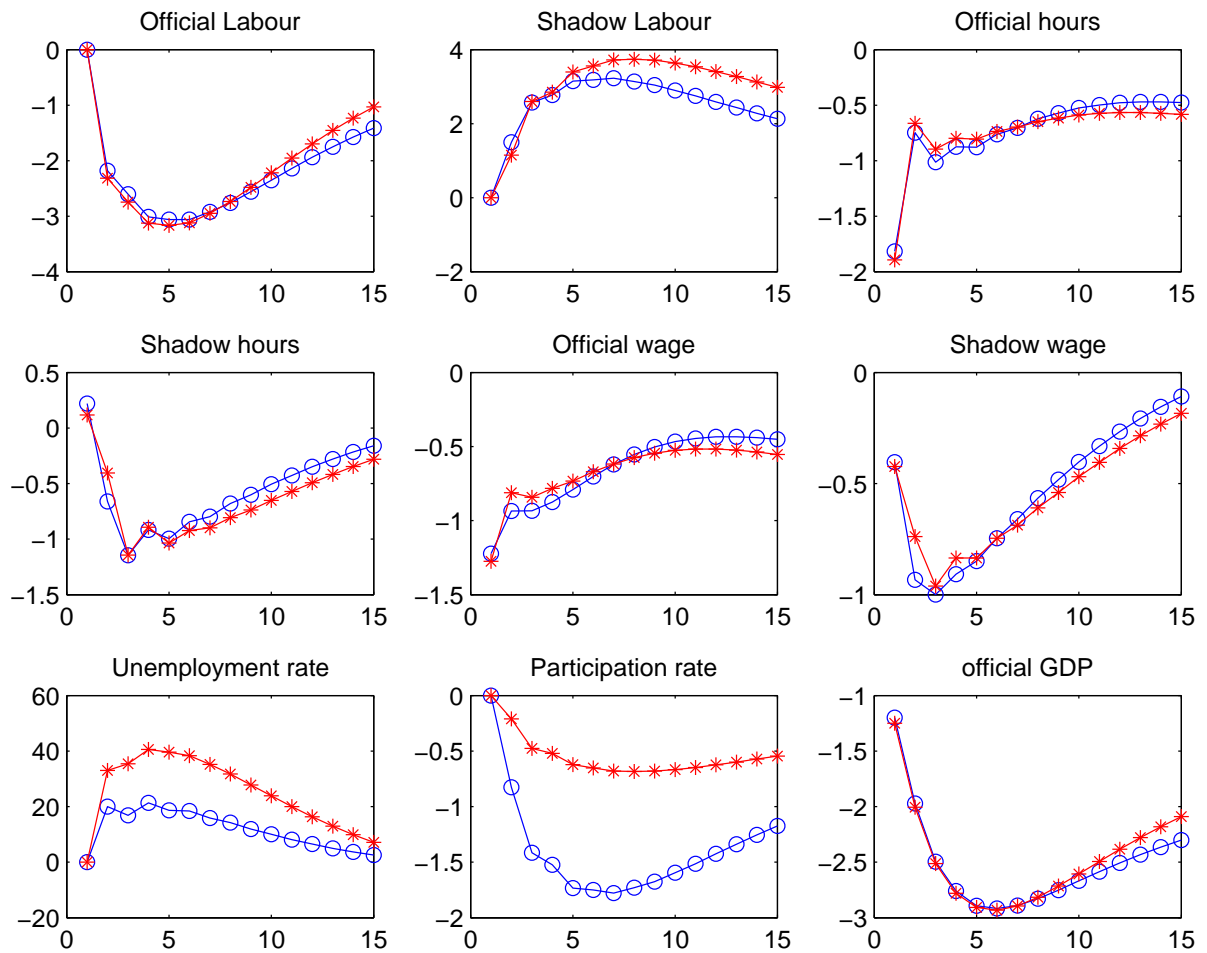 Official Labour
0
−1
−2
−3
−4
0 5 10 15
Shadow Labour
4
2
0
−2
0 5 10 15
Official hours
0
−0.5
−1
−1.5
−2
0 5 10 15
Shadow hours
0.5
0
−0.5
−1
−1.5
0 5 10 15
Official wage
0
−0.5
−1
−1.5
0 5 10 15
Shadow wage
0
−0.5
−1
0 5 10 15
Unemployment rate
60
40
20
0
−20
0 5 10 15
Participation rate
0
−0.5
−1
−1.5
−2
0 5 10 15
official GDP
−1
−1.5
−2
−2.5
−3
0 5 10 15